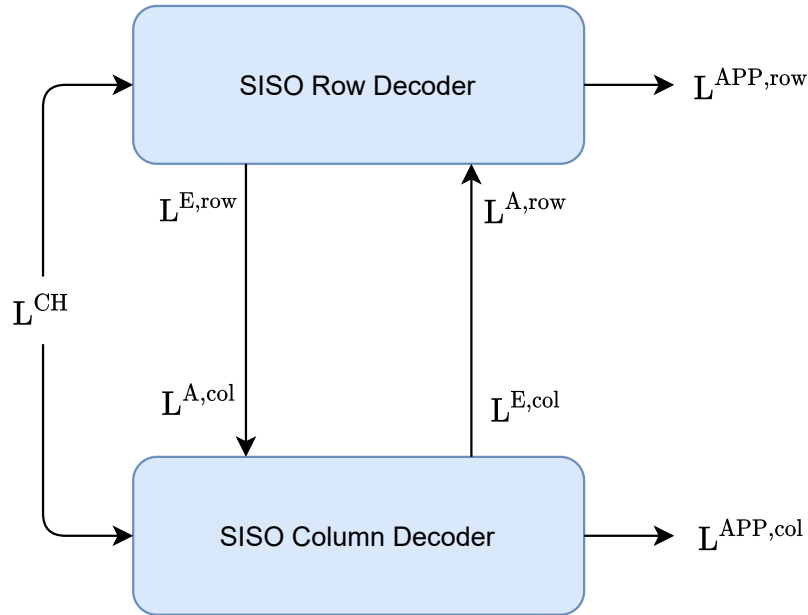 SISO Row Decoder
L^APP,row
L^E,row
L^A,row
L^CH
L^A,col
L^E,col
SISO Column Decoder
L^APP,col